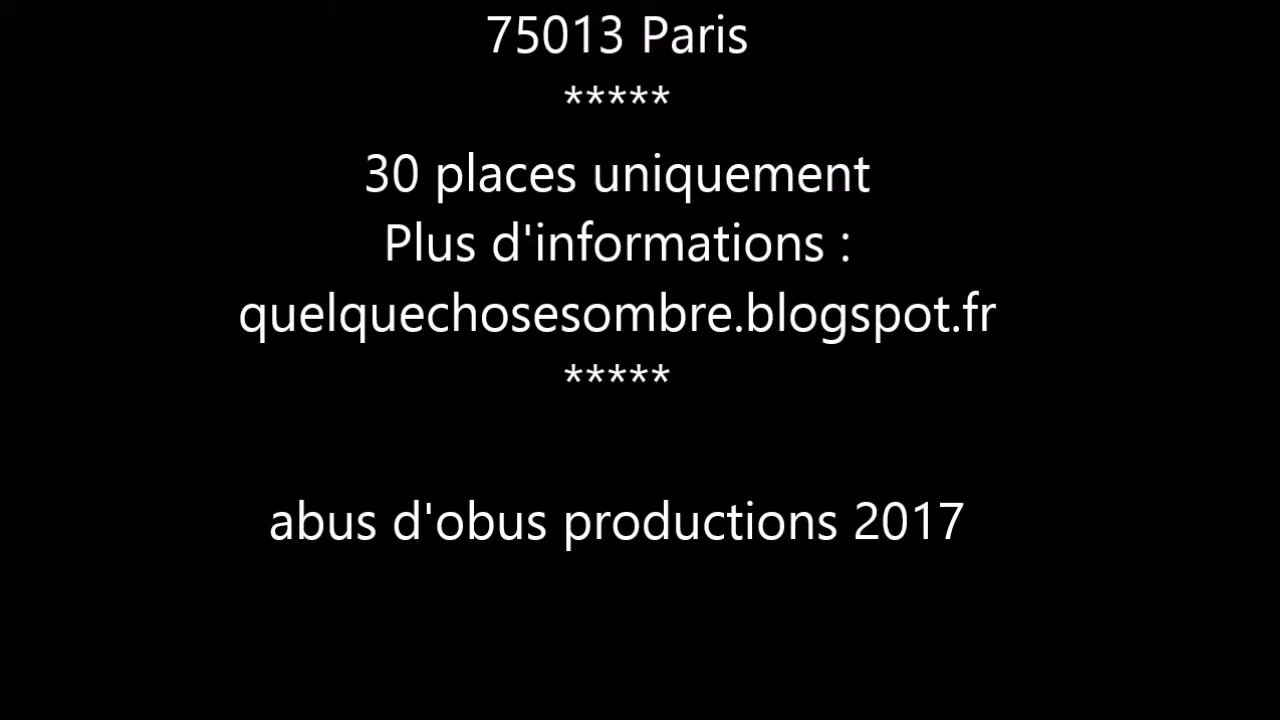 75013 Paris
*****
30 places uniquement
Plus d'informations :
quelquechosesombre.blogspot.fr
*****
abus d'obus productions 2017